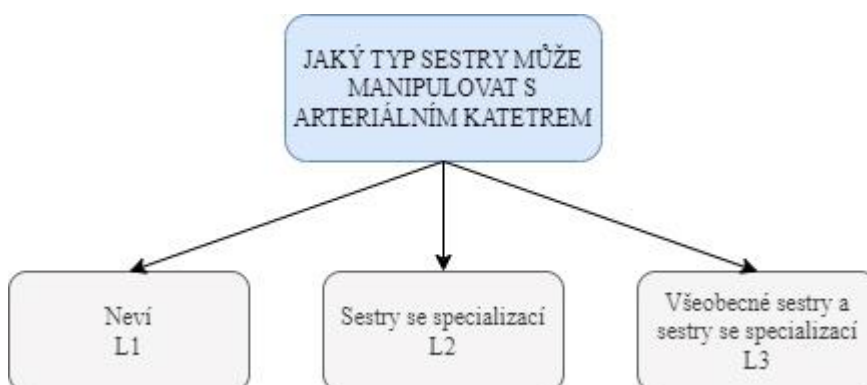 JAKÝ TYP SESTRY MŮŽE
MANIPULOVAT S
ARTERIÁLNÍM KATETREM
Neví
L1
Sestry se specializací
L2
Všeobecné sestry a
sestry se specializací
L3